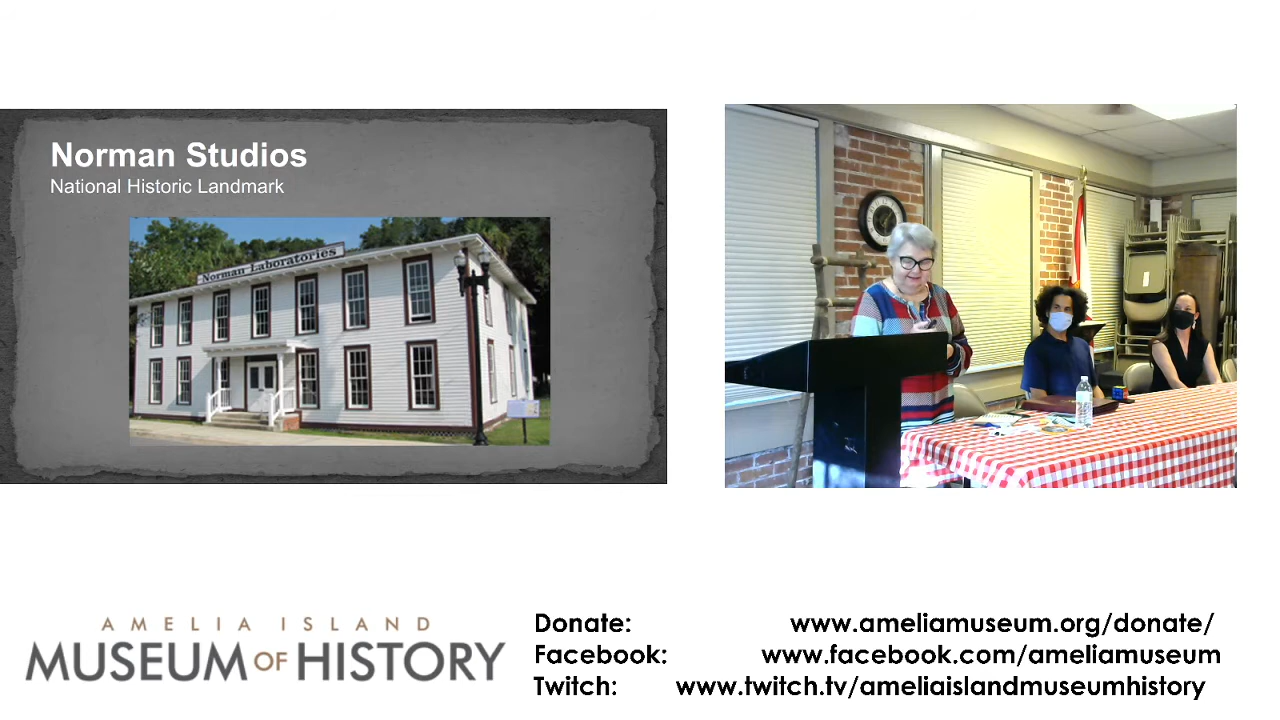 Norman Studios
National Historic Landmark
Norman Laboratories
AMELIA ISLAND
MUSEUM OF HISTORY
Donate: www.ameliamuseum.org/donate/
Facebook: www.facebook.com/ameliamuseum
Twitch: www.twitch.tv/ameliaislandmuseumhistory